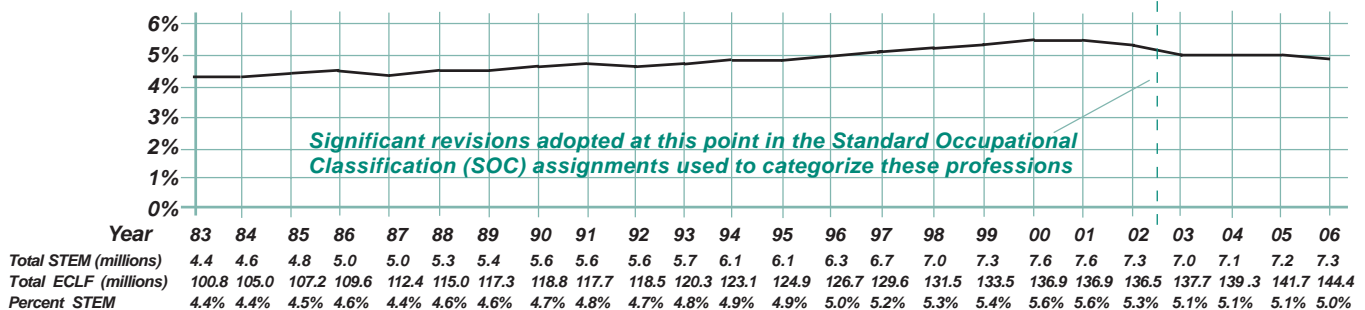 6%
5%
4%
3%
2%
1%
0%
Significant revisions adopted at this point in the Standard Occupational
Classification (SOC) assignments used to categorize these professions
Year 83 84 85 86 87 88 89 90 91 92 93 94 95 96 97 98 99 00 01 02 03 04 05 06
Total STEM (millions) 4.4 4.6 4.8 5.0 5.0 5.3 5.4 5.6 5.6 5.6 5.7 6.1 6.1 6.3 6.7 7.0 7.3 7.6 7.6 7.3 7.0 7.1 7.2 7.3
Total ECLF (millions) 100.8 105.0 107.2 109.6 112.4 115.0 117.3 118.8 117.7 118.5 120.3 123.1 124.9 126.7 129.6 131.5 133.5 136.9 136.9 136.5 137.7 139 .3 141.7 144.4
Percent STEM 4.4% 4.4% 4.5% 4.6% 4.4% 4.6% 4.6% 4.7% 4.8% 4.7% 4.8% 4.9% 4.9% 5.0% 5.2% 5.3% 5.4% 5.6% 5.6% 5.3% 5.1% 5.1% 5.1% 5.0%